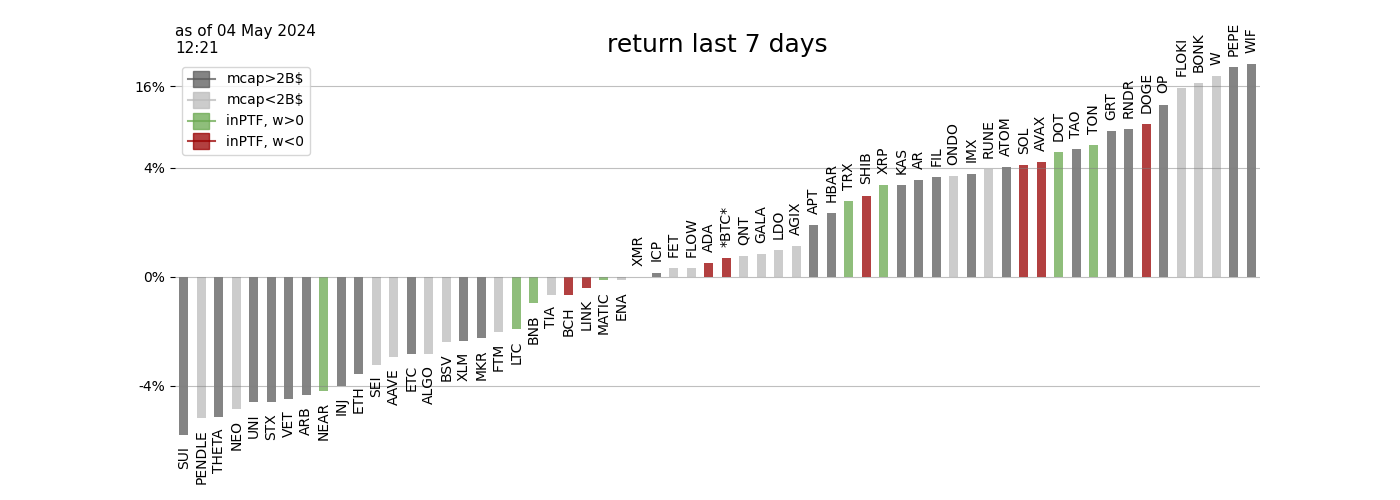 as of 04 May 2024
12:21
return last 7 days
mcap>2B$
mcap<2B$
inPTF, w>0
inPTF, w<0
16%
4%
0%
-4%
SUI
PENDLE
THETA
NEO
UNI
STX
VET
ARB
NEAR
INJ
ETH
SEI
AAVE
ETC
ALGO
BSV
XLM
MKR
FTM
LTC
BNB
TIA
BCH
LINK
MATIC
ENA
XMR
ICP
FET
FLOW
ADA
*BTC*
QNT
GALA
LDO
AGIX
APT
HBAR
TRX
SHIB
XRP
KAS
AR
FIL
ONDO
IMX
RUNE
ATOM
SOL
AVAX
DOT
TAO
TON
GRT
RNDR
DOGE
OP
FLOKI
BONK
W
PEPE
WIF